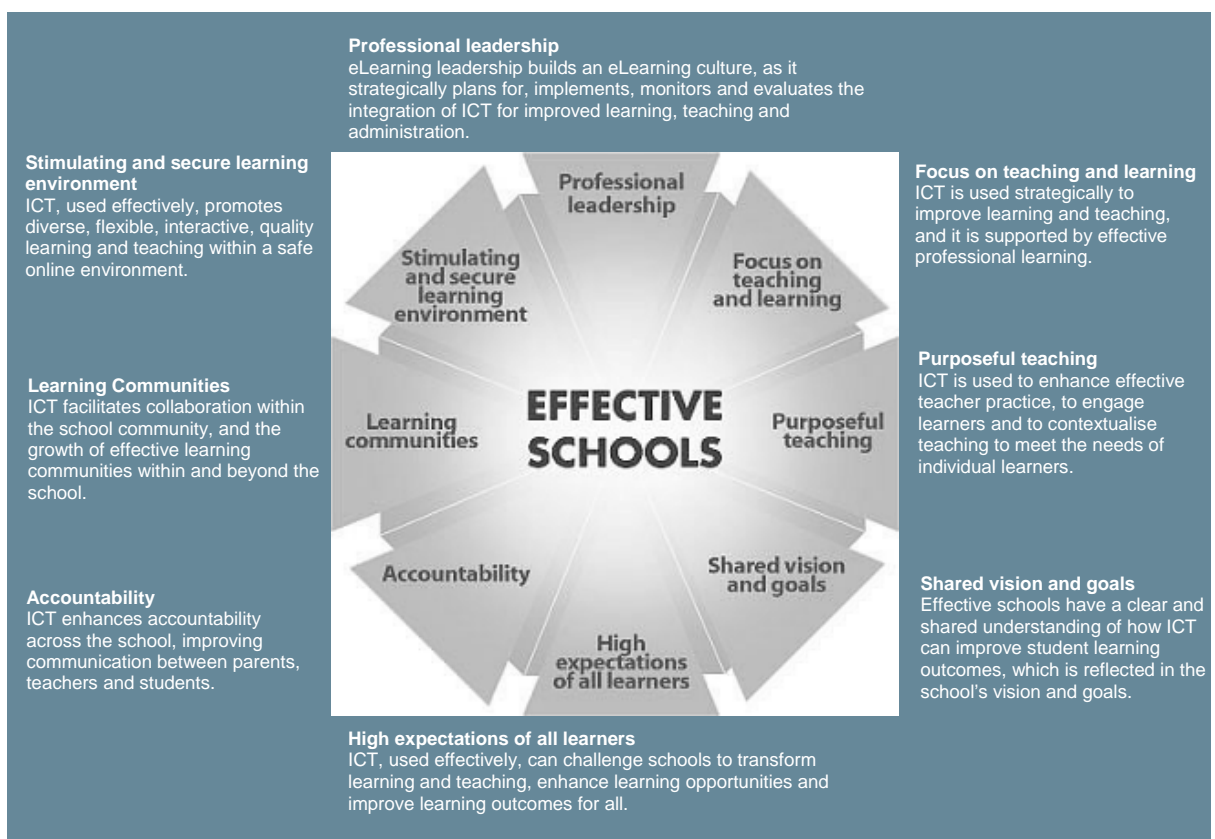 Professional leadership
eLearning leadership builds an eLearning culture, as it
strategically plans for, implements, monitors and evaluates the
integration of ICT for improved learning, teaching and
administration.
Stimulating and secure learning
environment
ICT, used effectively, promotes
diverse, flexible, interactive, quality
learning and teaching within a safe
online environment.
Learning Communities
ICT facilitates collaboration within
the school community, and the
growth of effective learning
communities within and beyond the
school.
Accountability
ICT enhances accountability
across the school, improving
communication between parents,
teachers and students.
Professional
leadership
Stimulating
and secure
learning
environment
Focus on
teaching
and learning
Learning
communities
EFFECTIVE
SCHOOLS
Purposeful
teaching
Accountability
Shared vision
and goals
High
expectations
of all learners
Focus on teaching and learning
ICT is used strategically to
improve learning and teaching,
and it is supported by effective
professional learning.
Purposeful teaching
ICT is used to enhance effective
teacher practice, to engage
learners and to contextualise
teaching to meet the needs of
individual learners.
Shared vision and goals
Effective schools have a clear and
shared understanding of how ICT
can improve student learning
outcomes, which is reflected in the
school’s vision and goals.
High expectations of all learners
ICT, used effectively, can challenge schools to transform
learning and teaching, enhance learning opportunities and
improve learning outcomes for all.